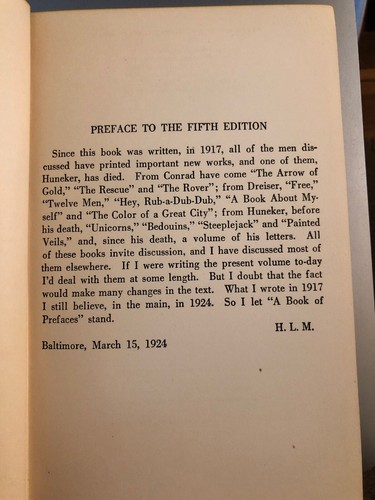 PREFACE TO THE FIFTH EDITION
Since this book was written, in 1917, all of the men dis-
cussed have printed important new works, and one of them,
Huneker, has died. From Conrad have come "The Arrow of
Gold," "The Rescue" and "The Rover"; from Dreiser, "Free,"
"Twelve Men," "Hey, Rub-a-Dub-Dub," "A Book About My-
self" and "The Color of a Great City"; from Huneker, before
his death, "Unicorns," "Bedouins," "Steeplejack" and "Painted
Veils," and, since his death, a volume of his letters. All
of these books invite discussion, and I have discussed most of
them elsewhere. If I were writing the present volume to-day
I'd deal with them at some length. But I doubt that the fact
would make many changes in the text. What I wrote in 1917
I still believe, in the main, in 1924. So I let "A Book of
Prefaces" stand.
H. L. M.
Baltimore, March 15, 1924